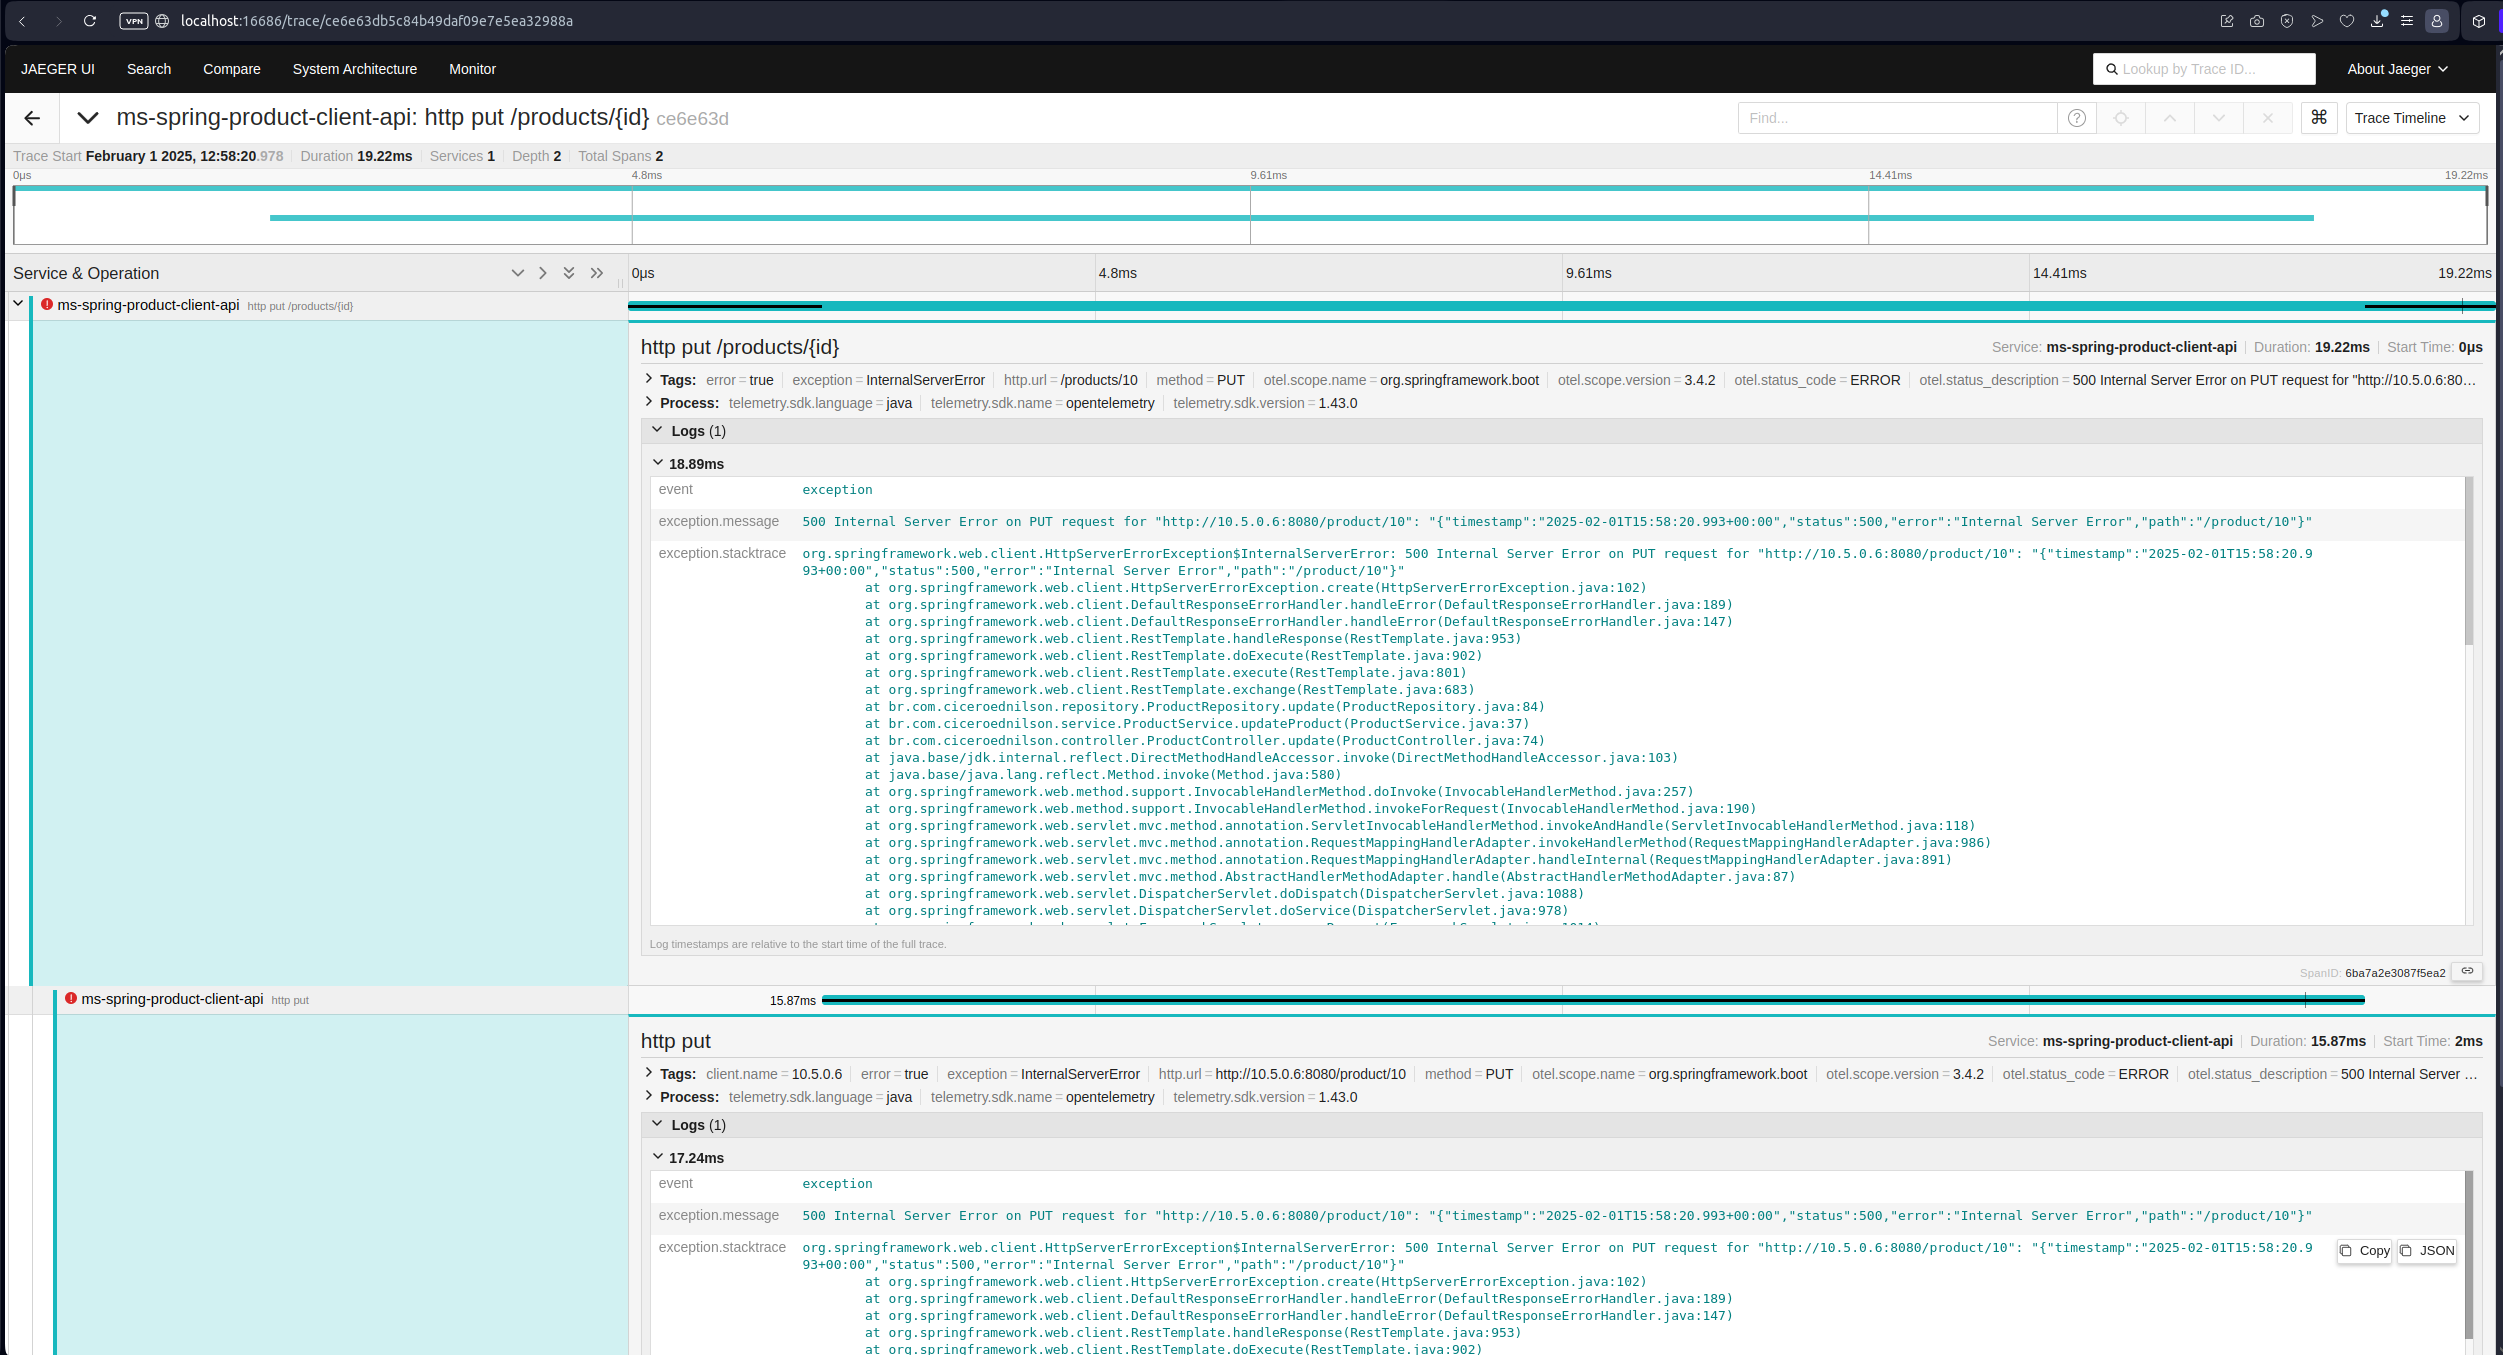 VPN localhost:16686/trace/ce6e63db5c84b49daf09e7e5ea32988a
JAEGER UI Search Compare System Architecture Monitor Lookup by Trace ID... About Jaeger
ms-spring-product-client-api: http put /products/{id} ce6e63d Find... Trace Timeline
Trace Start February 1 2025, 12:58:20.978 Duration 19.22ms Services 1 Depth 2 Total Spans 2
0μs 4.8ms 9.61ms 14.41ms 19.22ms
Service & Operation 0μs 4.8ms 9.61ms 14.41ms 19.22ms
ms-spring-product-client-api http put /products/{id}
http put /products/{id} Service: ms-spring-product-client-api Duration: 19.22ms Start Time: 0μs
Tags: error = true exception = InternalServerError http.url = /products/10 method = PUT otel.scope.name = org.springframework.boot otel.scope.version = 3.4.2 otel.status_code = ERROR otel.status_description = 500 Internal Server Error on PUT request for "http://10.5.0.6:80…
Process: telemetry.sdk.language = java telemetry.sdk.name = opentelemetry telemetry.sdk.version = 1.43.0
Logs (1)
18.89ms
event exception
exception.message 500 Internal Server Error on PUT request for "http://10.5.0.6:8080/product/10": "{"timestamp":"2025-02-01T15:58:20.993+00:00","status":500,"error":"Internal Server Error","path":"/product/10"}"
exception.stacktrace org.springframework.web.client.HttpServerErrorException$InternalServerError: 500 Internal Server Error on PUT request for "http://10.5.0.6:8080/product/10": "{"timestamp":"2025-02-01T15:58:20.9
93+00:00","status":500,"error":"Internal Server Error","path":"/product/10"}"
at org.springframework.web.client.HttpServerErrorException.create(HttpServerErrorException.java:102)
at org.springframework.web.client.DefaultResponseErrorHandler.handleError(DefaultResponseErrorHandler.java:189)
at org.springframework.web.client.DefaultResponseErrorHandler.handleError(DefaultResponseErrorHandler.java:147)
at org.springframework.web.client.RestTemplate.handleResponse(RestTemplate.java:953)
at org.springframework.web.client.RestTemplate.doExecute(RestTemplate.java:902)
at org.springframework.web.client.RestTemplate.execute(RestTemplate.java:801)
at org.springframework.web.client.RestTemplate.exchange(RestTemplate.java:683)
at br.com.ciceroednilson.repository.ProductRepository.update(ProductRepository.java:84)
at br.com.ciceroednilson.service.ProductService.updateProduct(ProductService.java:37)
at br.com.ciceroednilson.controller.ProductController.update(ProductController.java:74)
at java.base/jdk.internal.reflect.DirectMethodHandleAccessor.invoke(DirectMethodHandleAccessor.java:103)
at java.base/java.lang.reflect.Method.invoke(Method.java:580)
at org.springframework.web.method.support.InvocableHandlerMethod.doInvoke(InvocableHandlerMethod.java:257)
at org.springframework.web.method.support.InvocableHandlerMethod.invokeForRequest(InvocableHandlerMethod.java:190)
at org.springframework.web.servlet.mvc.method.annotation.ServletInvocableHandlerMethod.invokeAndHandle(ServletInvocableHandlerMethod.java:118)
at org.springframework.web.servlet.mvc.method.annotation.RequestMappingHandlerAdapter.invokeHandlerMethod(RequestMappingHandlerAdapter.java:986)
at org.springframework.web.servlet.mvc.method.annotation.RequestMappingHandlerAdapter.handleInternal(RequestMappingHandlerAdapter.java:891)
at org.springframework.web.servlet.mvc.method.AbstractHandlerMethodAdapter.handle(AbstractHandlerMethodAdapter.java:87)
at org.springframework.web.servlet.DispatcherServlet.doDispatch(DispatcherServlet.java:1088)
at org.springframework.web.servlet.DispatcherServlet.doService(DispatcherServlet.java:978)
Log timestamps are relative to the start time of the full trace.
SpanID: 6ba7a2e3087f5ea2
ms-spring-product-client-api http put 15.87ms
http put Service: ms-spring-product-client-api Duration: 15.87ms Start Time: 2ms
Tags: client.name = 10.5.0.6 error = true exception = InternalServerError http.url = http://10.5.0.6:8080/product/10 method = PUT otel.scope.name = org.springframework.boot otel.scope.version = 3.4.2 otel.status_code = ERROR otel.status_description = 500 Internal Server …
Process: telemetry.sdk.language = java telemetry.sdk.name = opentelemetry telemetry.sdk.version = 1.43.0
Logs (1)
17.24ms
event exception
exception.message 500 Internal Server Error on PUT request for "http://10.5.0.6:8080/product/10": "{"timestamp":"2025-02-01T15:58:20.993+00:00","status":500,"error":"Internal Server Error","path":"/product/10"}"
exception.stacktrace org.springframework.web.client.HttpServerErrorException$InternalServerError: 500 Internal Server Error on PUT request for "http://10.5.0.6:8080/product/10": "{"timestamp":"2025-02-01T15:58:20.9 Copy JSON
93+00:00","status":500,"error":"Internal Server Error","path":"/product/10"}"
at org.springframework.web.client.HttpServerErrorException.create(HttpServerErrorException.java:102)
at org.springframework.web.client.DefaultResponseErrorHandler.handleError(DefaultResponseErrorHandler.java:189)
at org.springframework.web.client.DefaultResponseErrorHandler.handleError(DefaultResponseErrorHandler.java:147)
at org.springframework.web.client.RestTemplate.handleResponse(RestTemplate.java:953)
at org.springframework.web.client.RestTemplate.doExecute(RestTemplate.java:902)